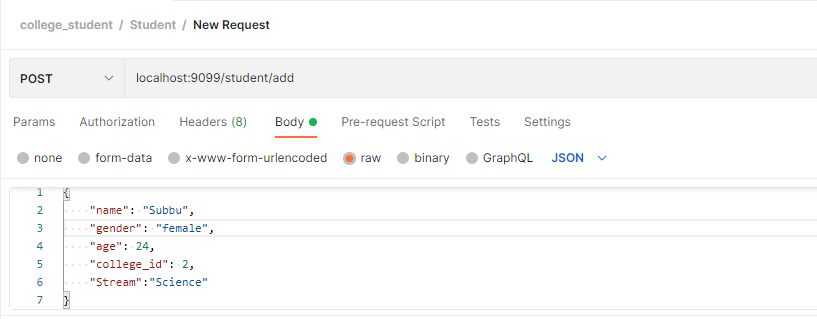 college_student / Student / New Request
POST localhost:9099/student/add
Params Authorization Headers (8) Body Pre-request Script Tests Settings
none form-data x-www-form-urlencoded raw binary GraphQL JSON
1 {
2 "name": "Subbu",
3 "gender": "female",
4 "age": 24,
5 "college_id": 2,
6 "Stream":"Science"
7 }